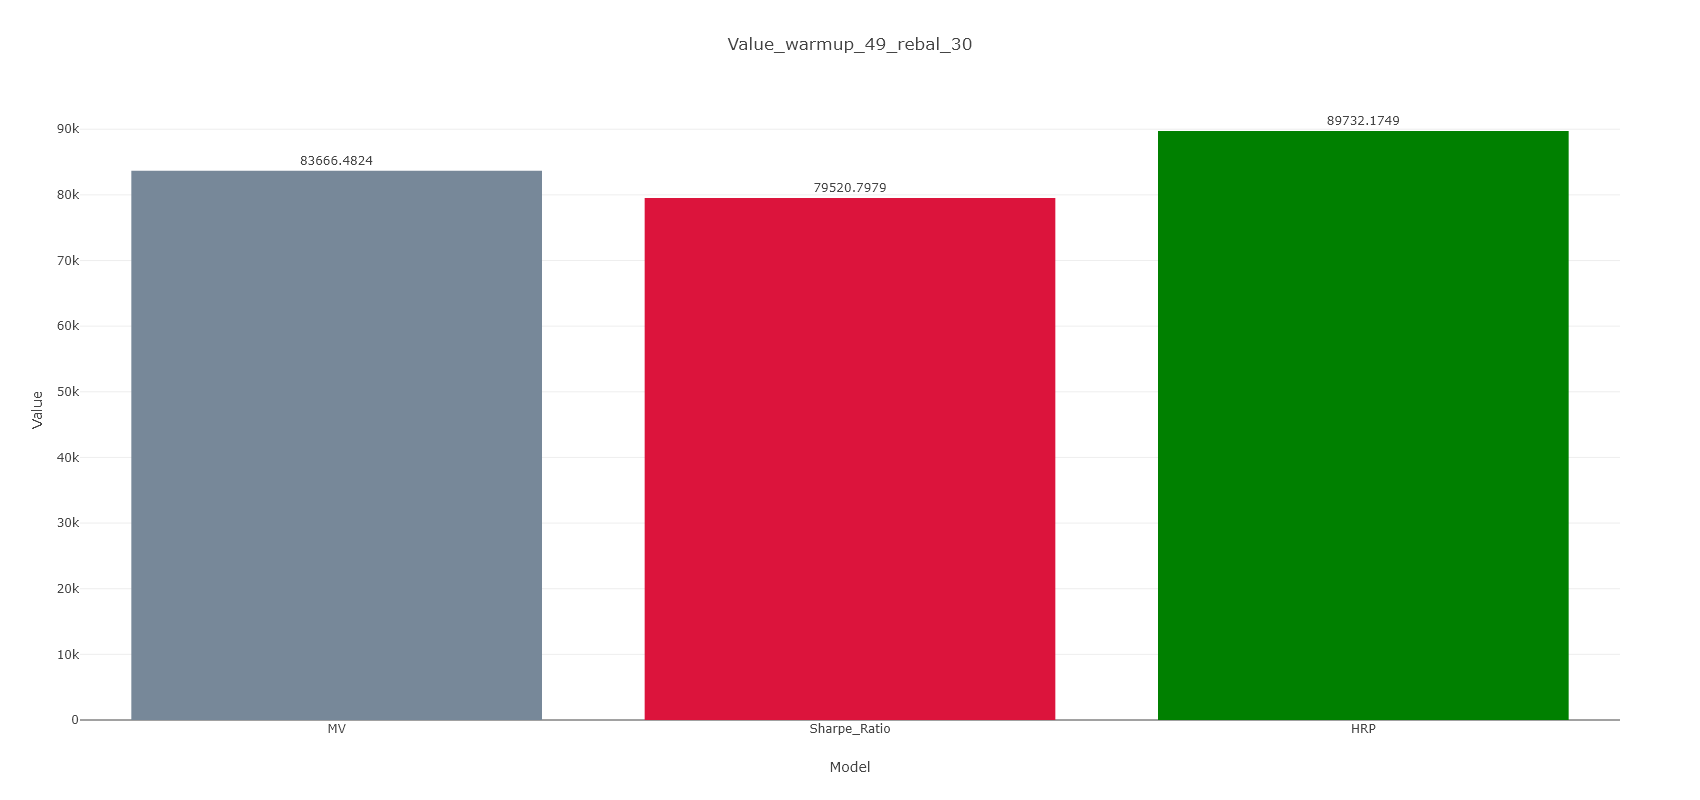 Value_warmup_49_rebal_30
90k
80k
70k
60k
50k
40k
30k
20k
10k
0
Value
83666.4824
79520.7979
89732.1749
MV
Sharpe_Ratio
HRP
Model